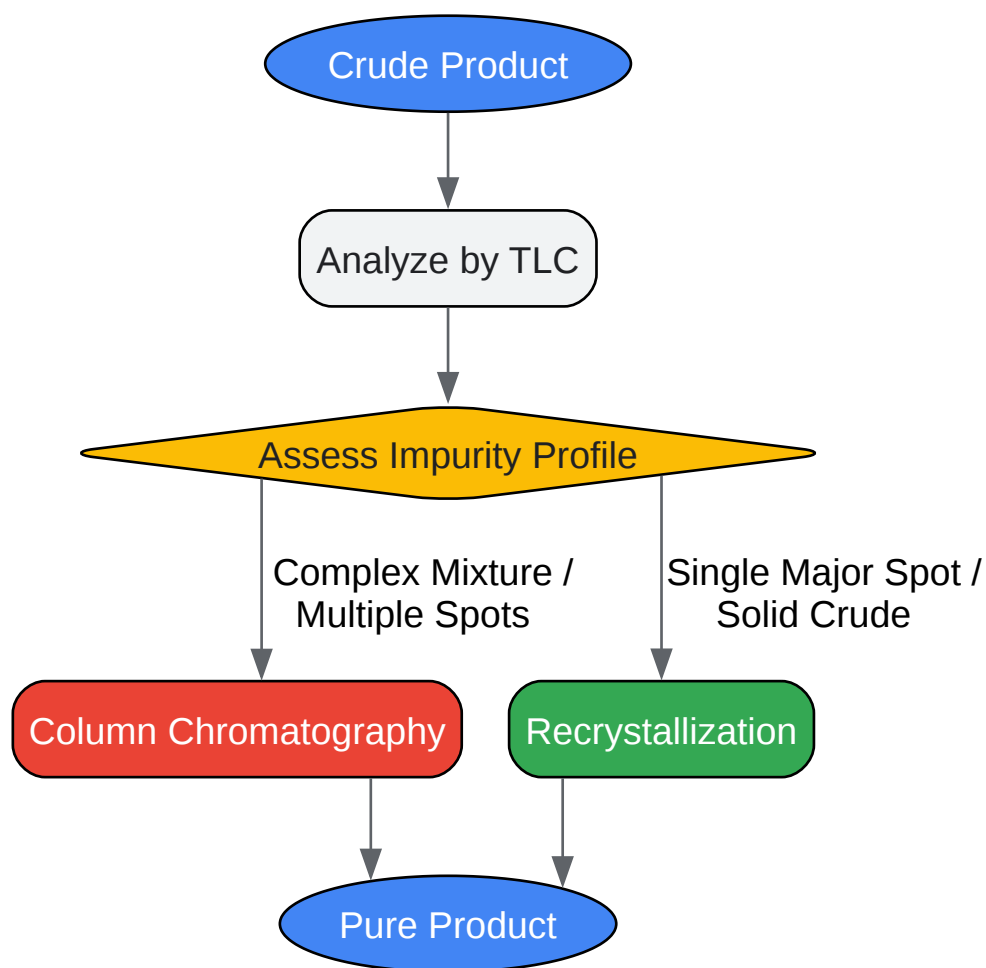 Crude Product
Analyze by TLC
Assess Impurity Profile
Complex Mixture /
Multiple Spots
Single Major Spot /
Solid Crude
Column Chromatography
Recrystallization
Pure Product